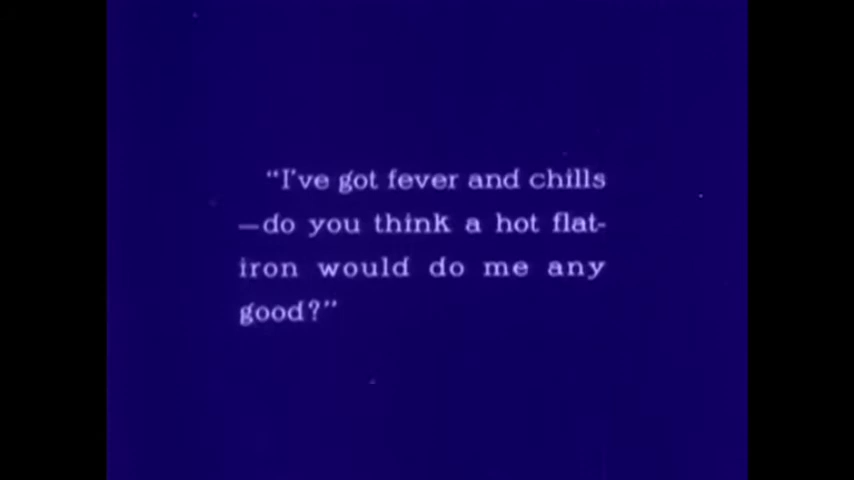 "I've got fever and chills
—do you think a hot flat-
iron would do me any
good?"